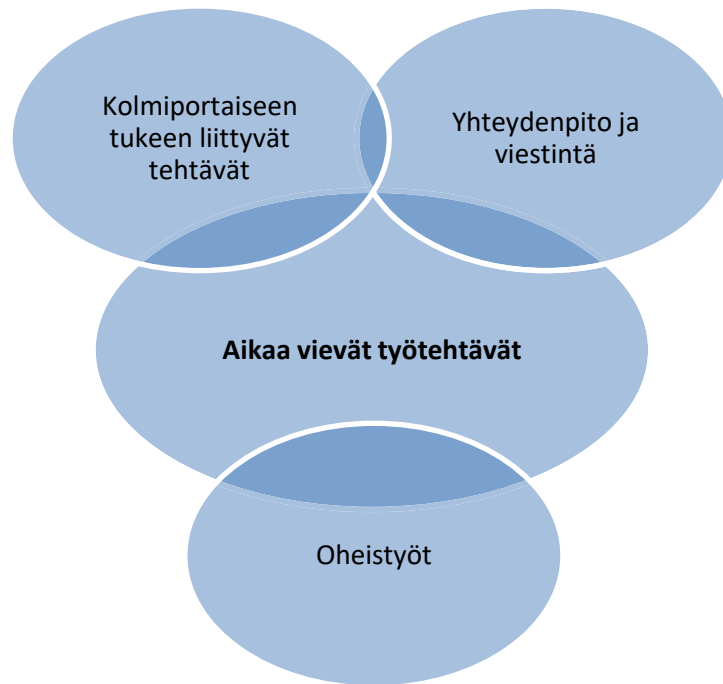 Kolmiportaiseen
tukeen liittyvät
tehtävät
Yhteydenpito ja
viestintä
Aikaa vievät työtehtävät
Oheistyöt